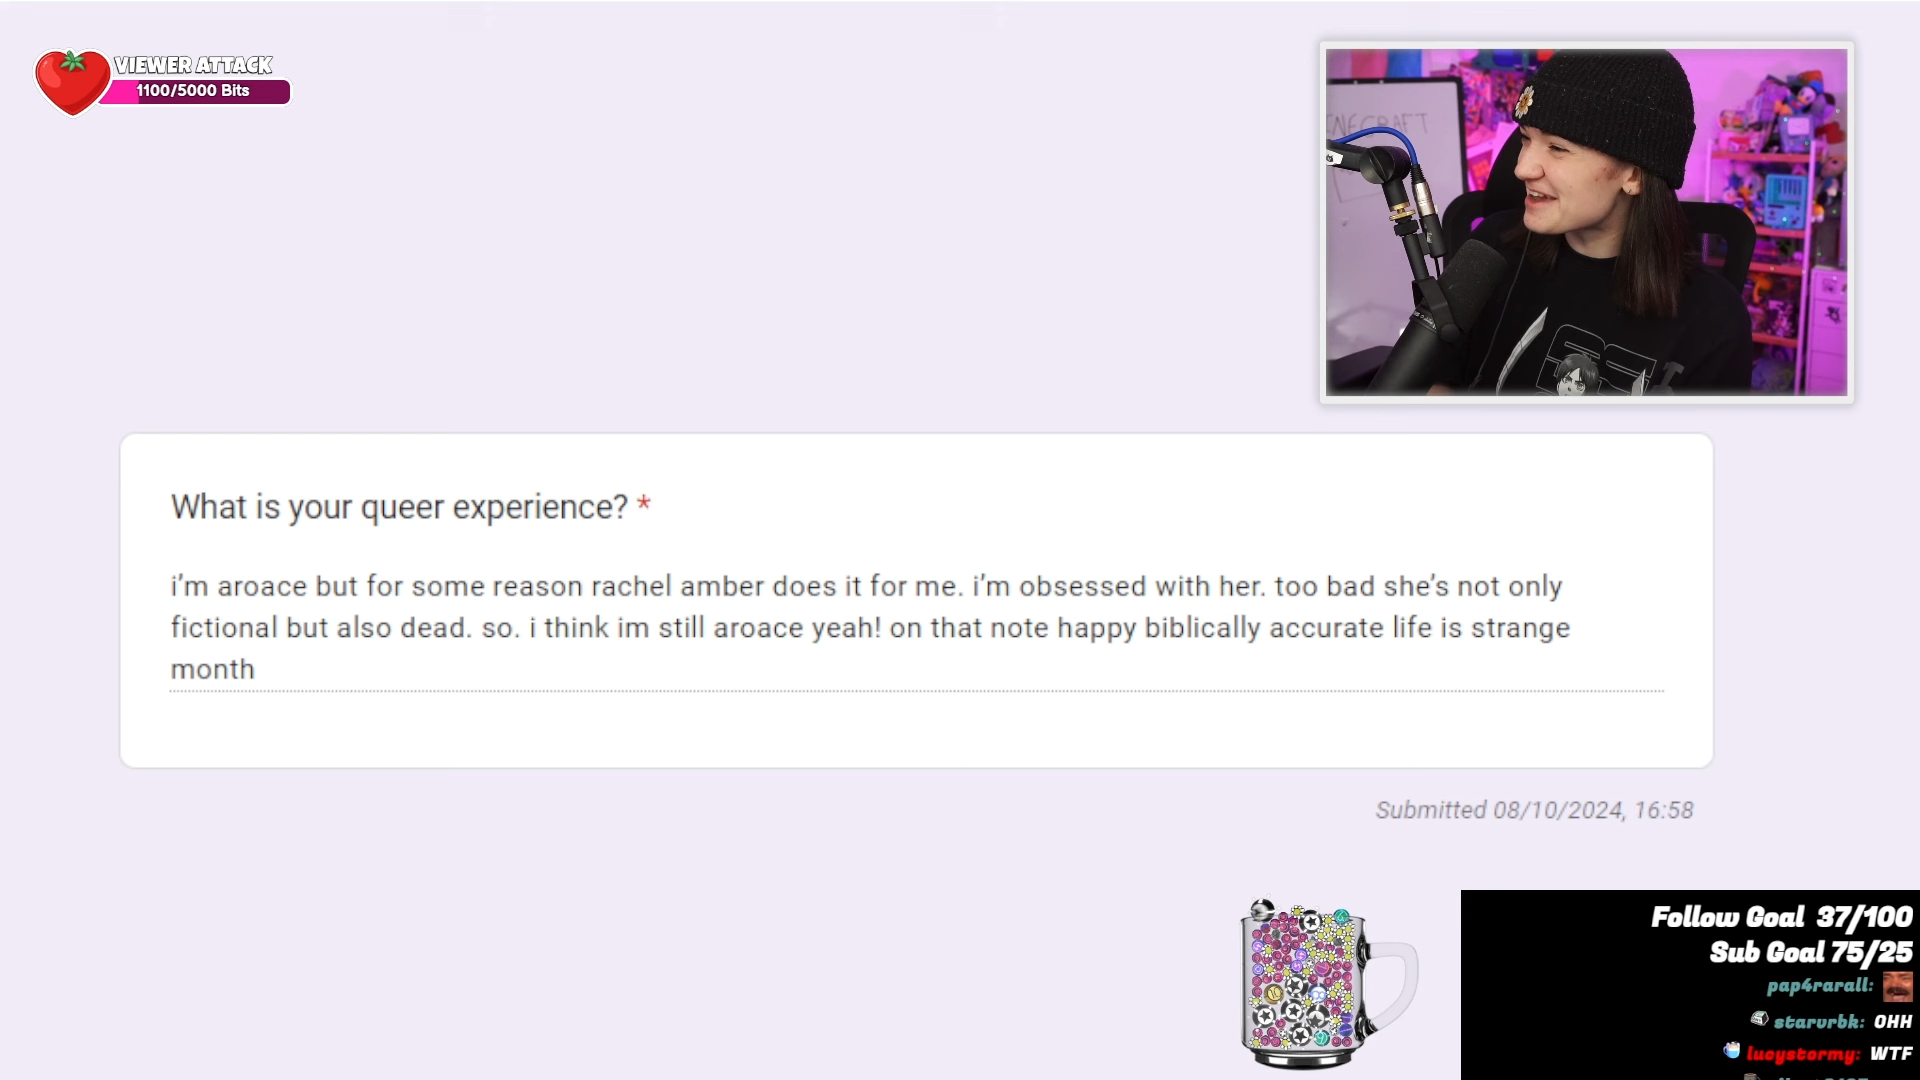 VIEWER ATTACK
1100/5000 Bits
What is your queer experience? *
i’m aroace but for some reason rachel amber does it for me. i’m obsessed with her. too bad she’s not only
fictional but also dead. so. i think im still aroace yeah! on that note happy biblically accurate life is strange
month
Submitted 08/10/2024, 16:58
Follow Goal 37/100
Sub Goal 75/25
pap4rarall:
starvrbk: OHH
lucystormy: WTF